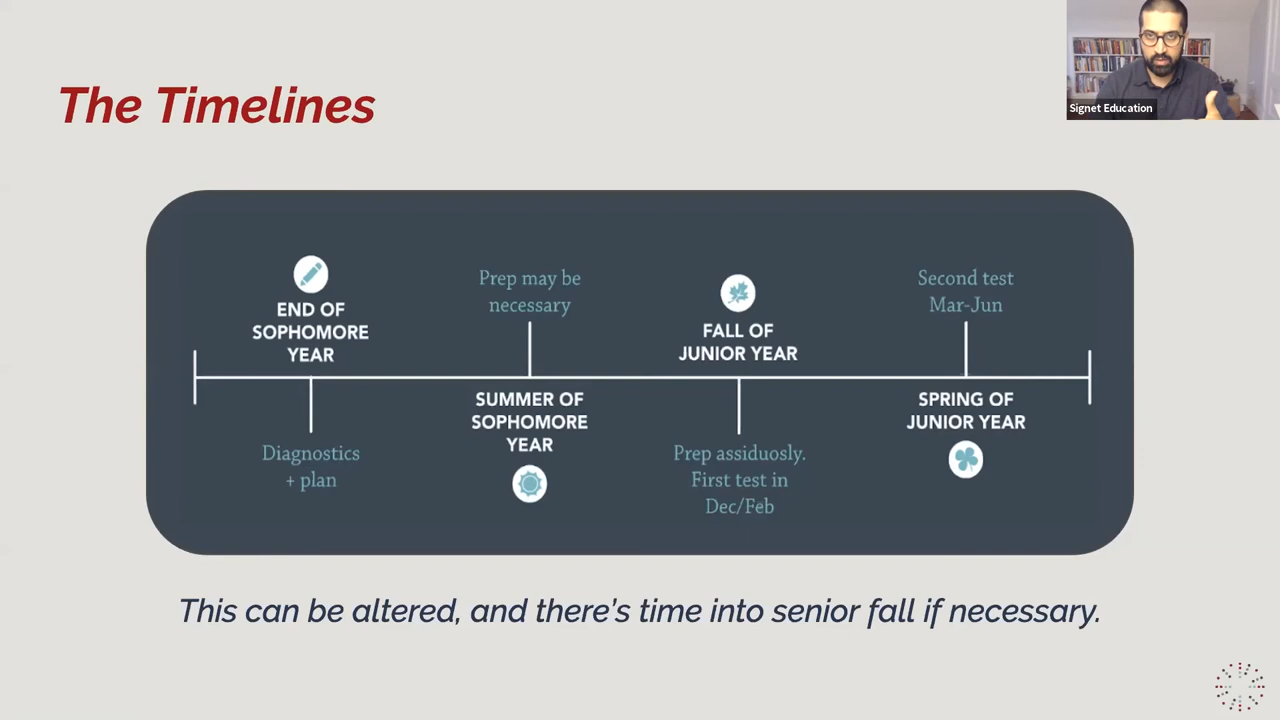 The Timelines
Signet Education
END OF
SOPHOMORE
YEAR
Diagnostics
+ plan
Prep may be
necessary
SUMMER OF
SOPHOMORE
YEAR
FALL OF
JUNIOR YEAR
Prep assiduosly.
First test in
Dec/Feb
Second test
Mar-Jun
SPRING OF
JUNIOR YEAR
This can be altered, and there's time into senior fall if necessary.